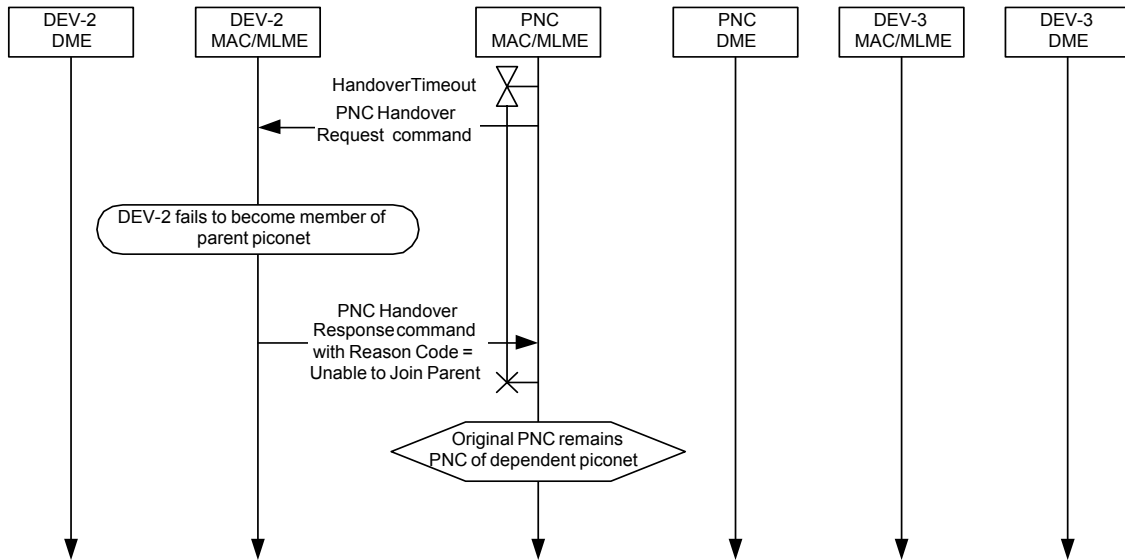 DEV-2
DME
DEV-2
MAC/MLME
PNC
MAC/MLME
PNC
DME
DEV-3
MAC/MLME
DEV-3
DME
HandoverTimeout
PNC Handover
Request command
DEV-2 fails to become member of
parent piconet
PNC Handover
Response command
with Reason Code =
Unable to Join Parent
Original PNC remains
PNC of dependent piconet